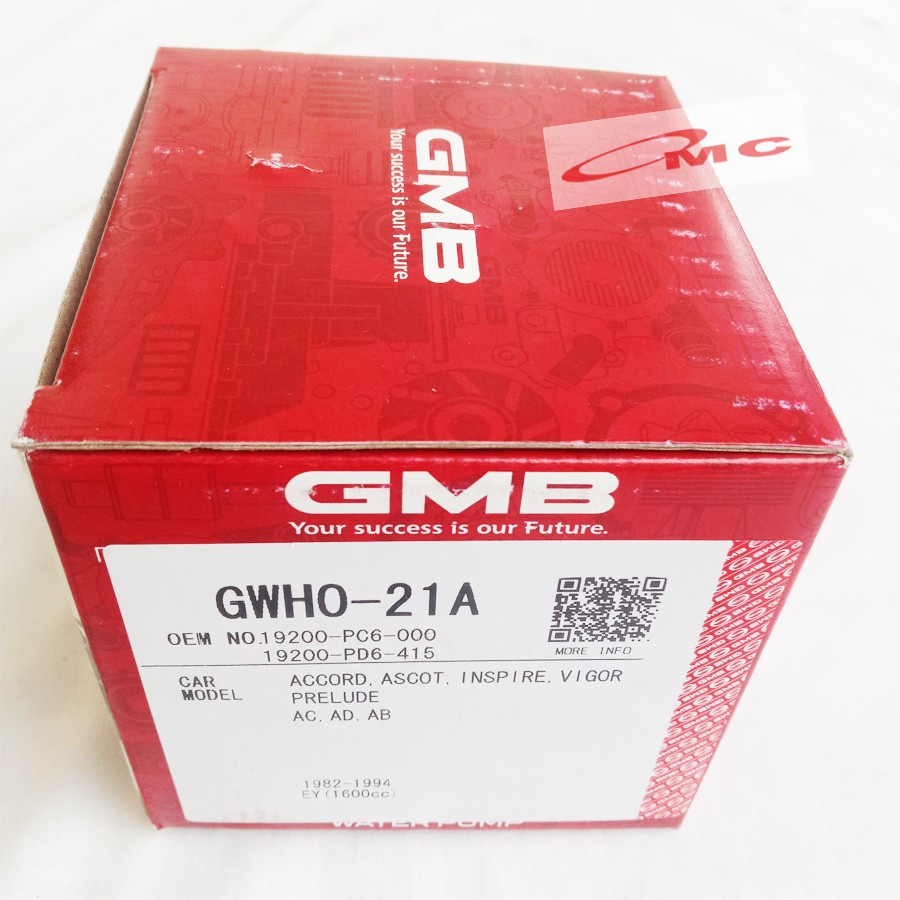 GMB
Your success is our Future.
MC
GMB
Your success is our Future.
GWHO-21A
OEM NO.19200-PC6-000
19200-PD6-415
MORE INFO
CAR MODEL
ACCORD, ASCOT, INSPIRE, VIGOR
PRELUDE
AC, AD, AB
1982-1994
EY(1600cc)
WATER PUMP